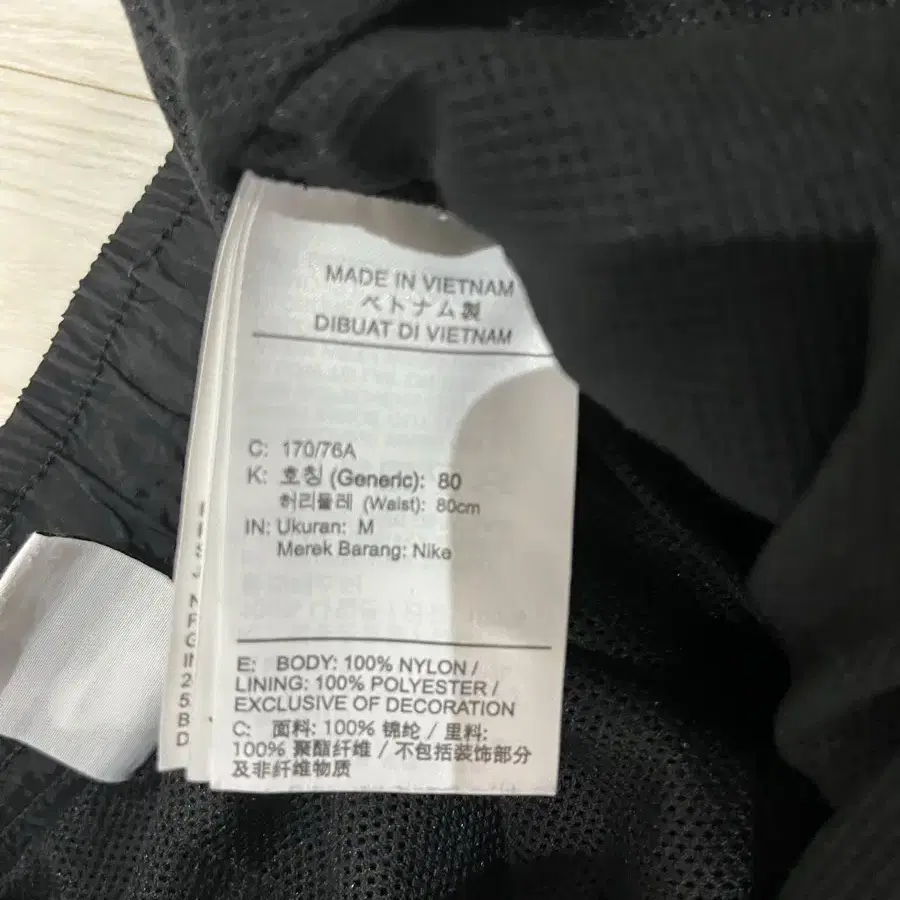 MADE IN VIETNAM
ベトナム製
DIBUAT DI VIETNAM
C: 170/76A
K: 호칭 (Generic): 80
허리둘레 (Waist): 80cm
IN: Ukuran: M
Merek Barang: Nike
E: BODY: 100% NYLON /
LINING: 100% POLYESTER /
EXCLUSIVE OF DECORATION
C: 面料: 100% 锦纶 / 里料:
100% 聚酯纤维 / 不包括装饰部分
及非纤维物质